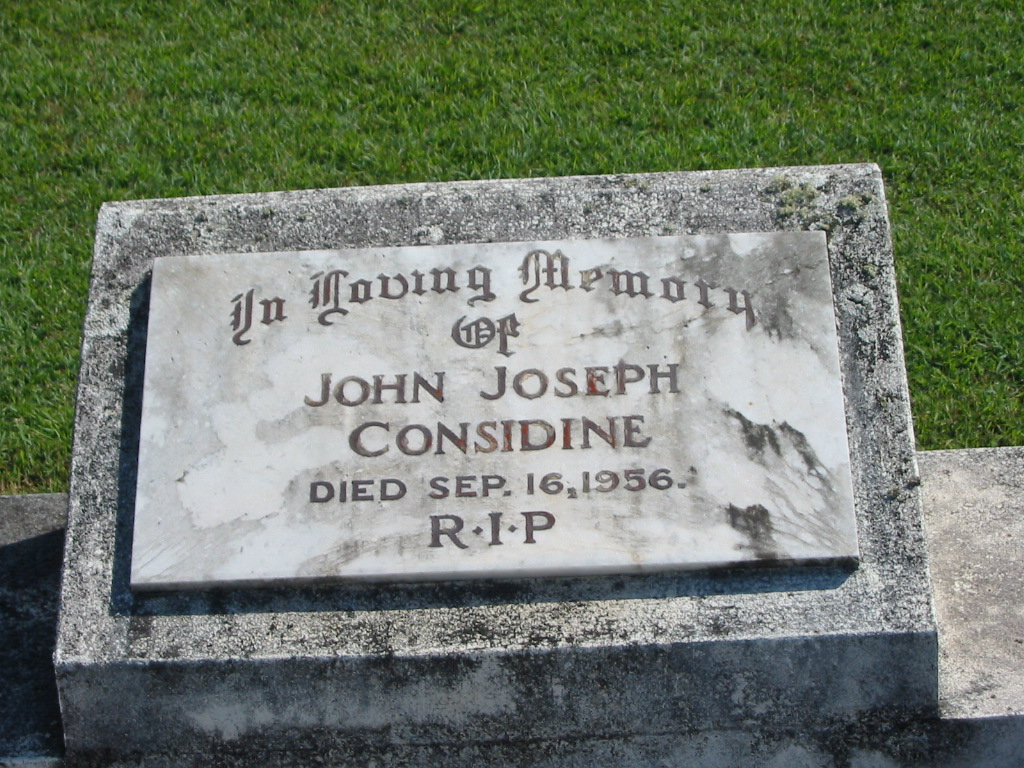 In Loving Memory
Of
JOHN JOSEPH
CONSIDINE
DIED SEP. 16, 1956.
R·I·P